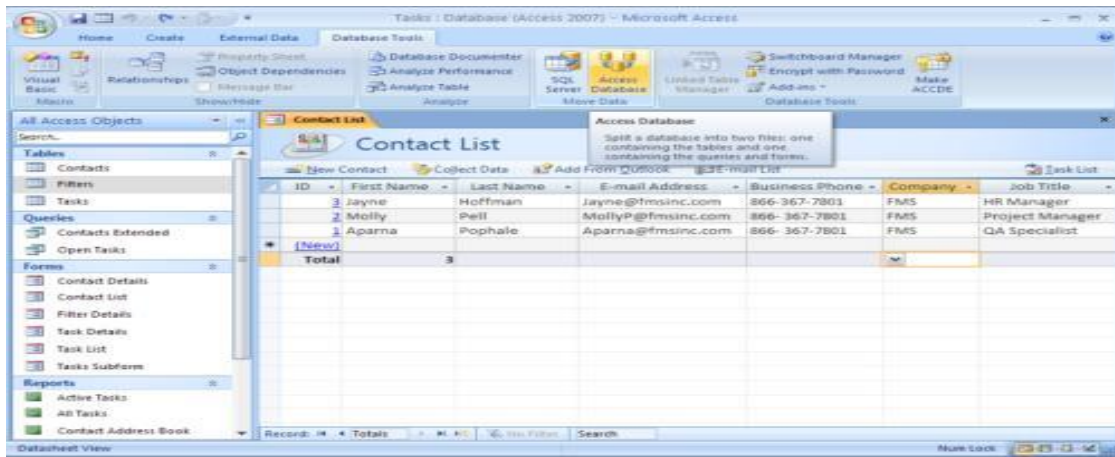 Tasks : Database (Access 2007) - Microsoft Access
Home Create External Data Database Tools
Visual Basic
Relationships
Property Sheet
Object Dependencies
Message Bar
Database Documenter
Analyze Performance
Analyze Table
SQL Server
Access Database
Linked Table Manager
Switchboard Manager
Encrypt with Password
Add-ins
Make ACCDE
Macro Show/Hide Analyze Move Data Database Tools
All Access Objects
Search..
Contact List
Access Database
Split a database into two files: one
containing the tables and one
containing the queries and forms.
Contact List
New Contact Collect Data Add From Outlook E-mail List Task List
Tables
Contacts
Filters
Tasks
Queries
Contacts Extended
Open Tasks
Forms
Contact Details
Contact List
Filter Details
Task Details
Task List
Tasks Subform
Reports
Active Tasks
All Tasks
Contact Address Book
ID First Name Last Name E-mail Address Business Phone Company Job Title
3 Jayne Hoffman Jayne@fmsinc.com 866-367-7801 FMS HR Manager
2 Molly Pell MollyP@fmsinc.com 866- 367-7801 FMS Project Manager
1 Aparna Pophale Aparna@fmsinc.com 866- 367-7801 FMS QA Specialist
* (New)
Total 3
Record: Totals No Filter Search
Datasheet View Num Lock